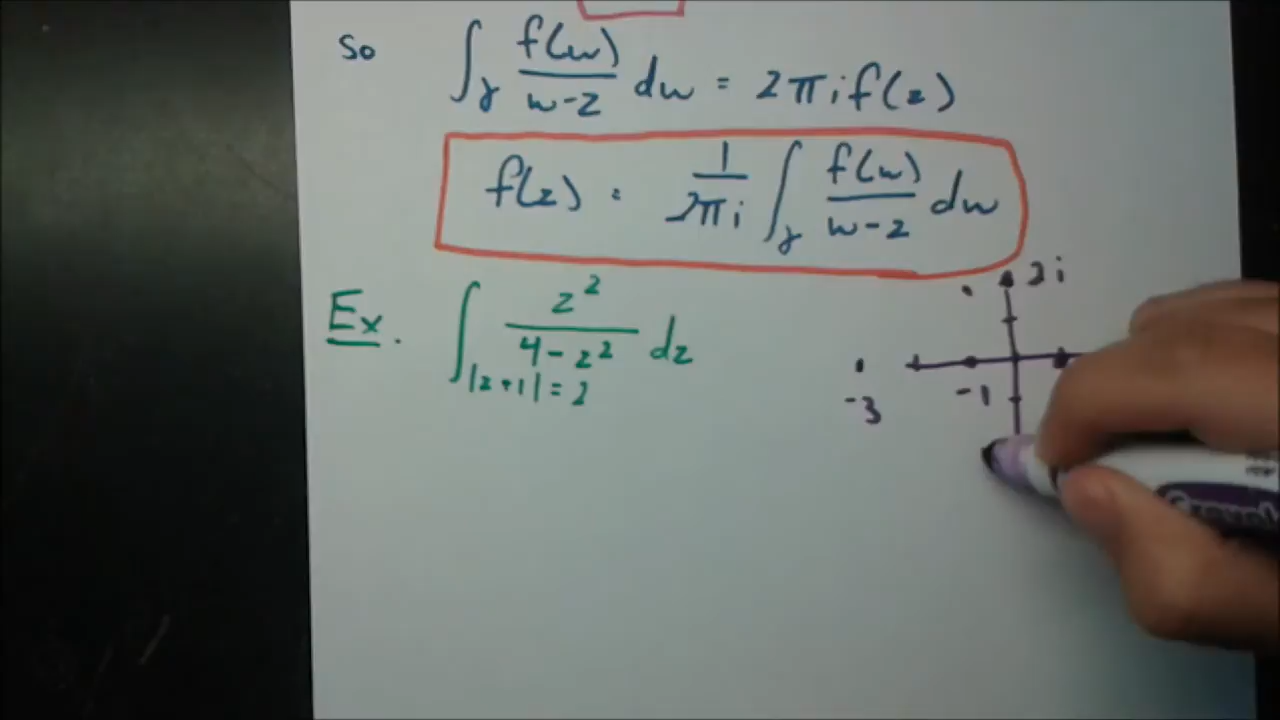 So ∫_γ f(w)/(w-z) dw = 2πi f(z)
f(z) = 1/(2πi) ∫_γ f(w)/(w-z) dw
Ex. ∫_{|z+1|=2} z²/(4-z²) dz
2i
-3 -1